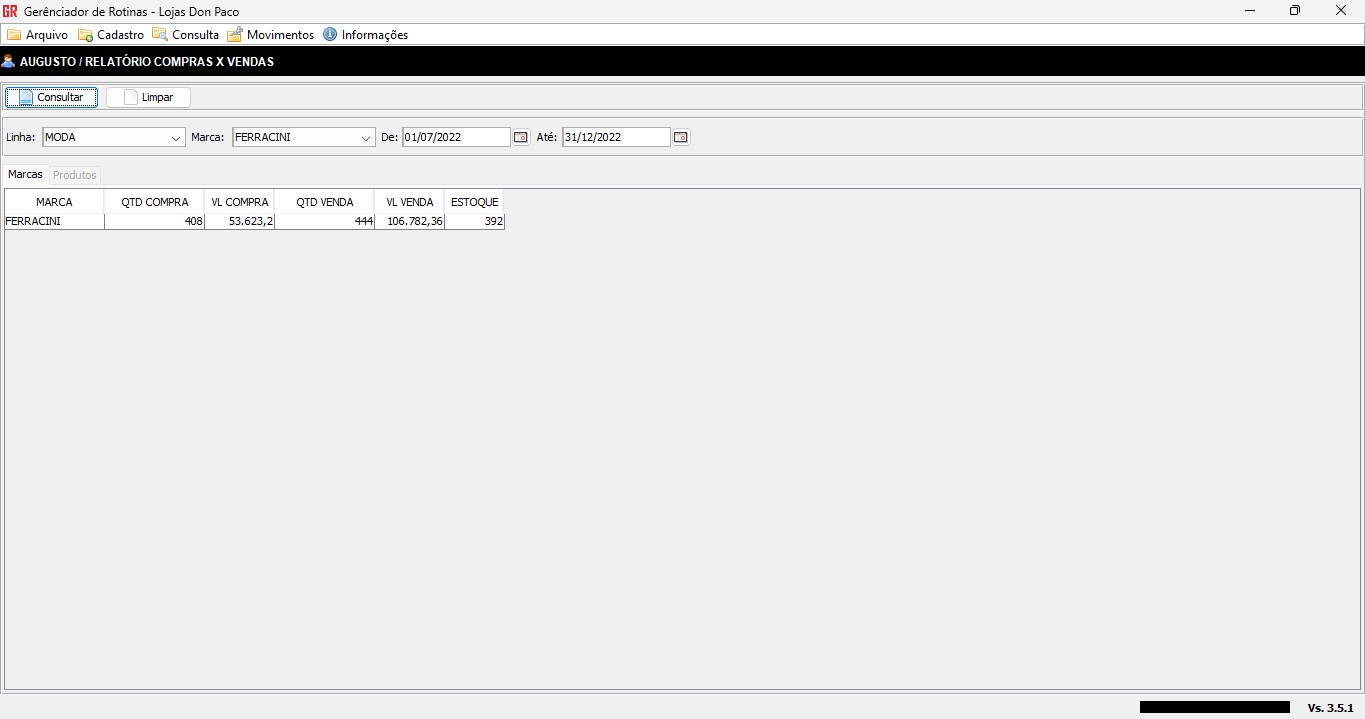 GR Gerênciador de Rotinas - Lojas Don Paco
Arquivo Cadastro Consulta Movimentos Informações
AUGUSTO / RELATÓRIO COMPRAS X VENDAS
Consultar Limpar
Linha: MODA Marca: FERRACINI De: 01/07/2022 Até: 31/12/2022
Marcas Produtos
MARCA QTD COMPRA VL COMPRA QTD VENDA VL VENDA ESTOQUE
FERRACINI 408 53.623,2 444 106.782,36 392
Vs. 3.5.1